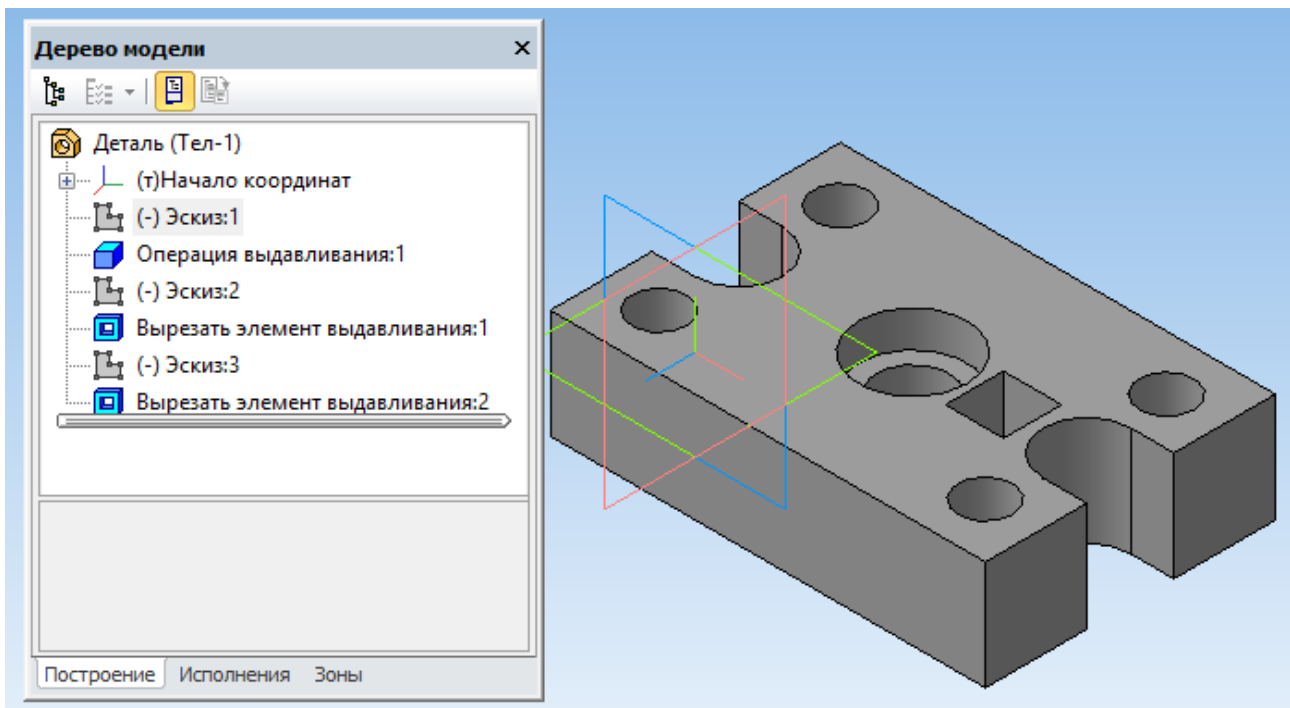 Дерево модели
Деталь (Тел-1)
(т)Начало координат
(-) Эскиз:1
Операция выдавливания:1
(-) Эскиз:2
Вырезать элемент выдавливания:1
(-) Эскиз:3
Вырезать элемент выдавливания:2
Построение Исполнения Зоны